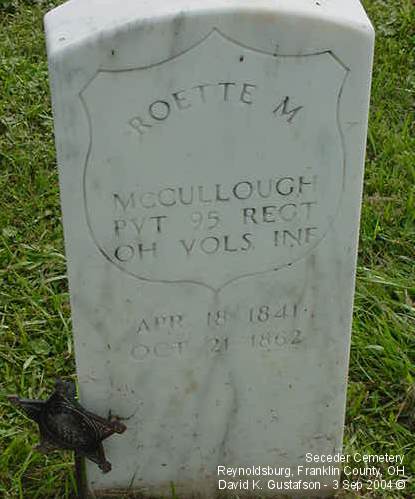 ROETTE M
MCCULLOUGH
PVT 95 REGT
OH VOLS INF
APR 18 1841
OCT 21 1862
Seceder Cemetery
Reynoldsburg, Franklin County, OH
David K. Gustafson - 3 Sep 2004 ©